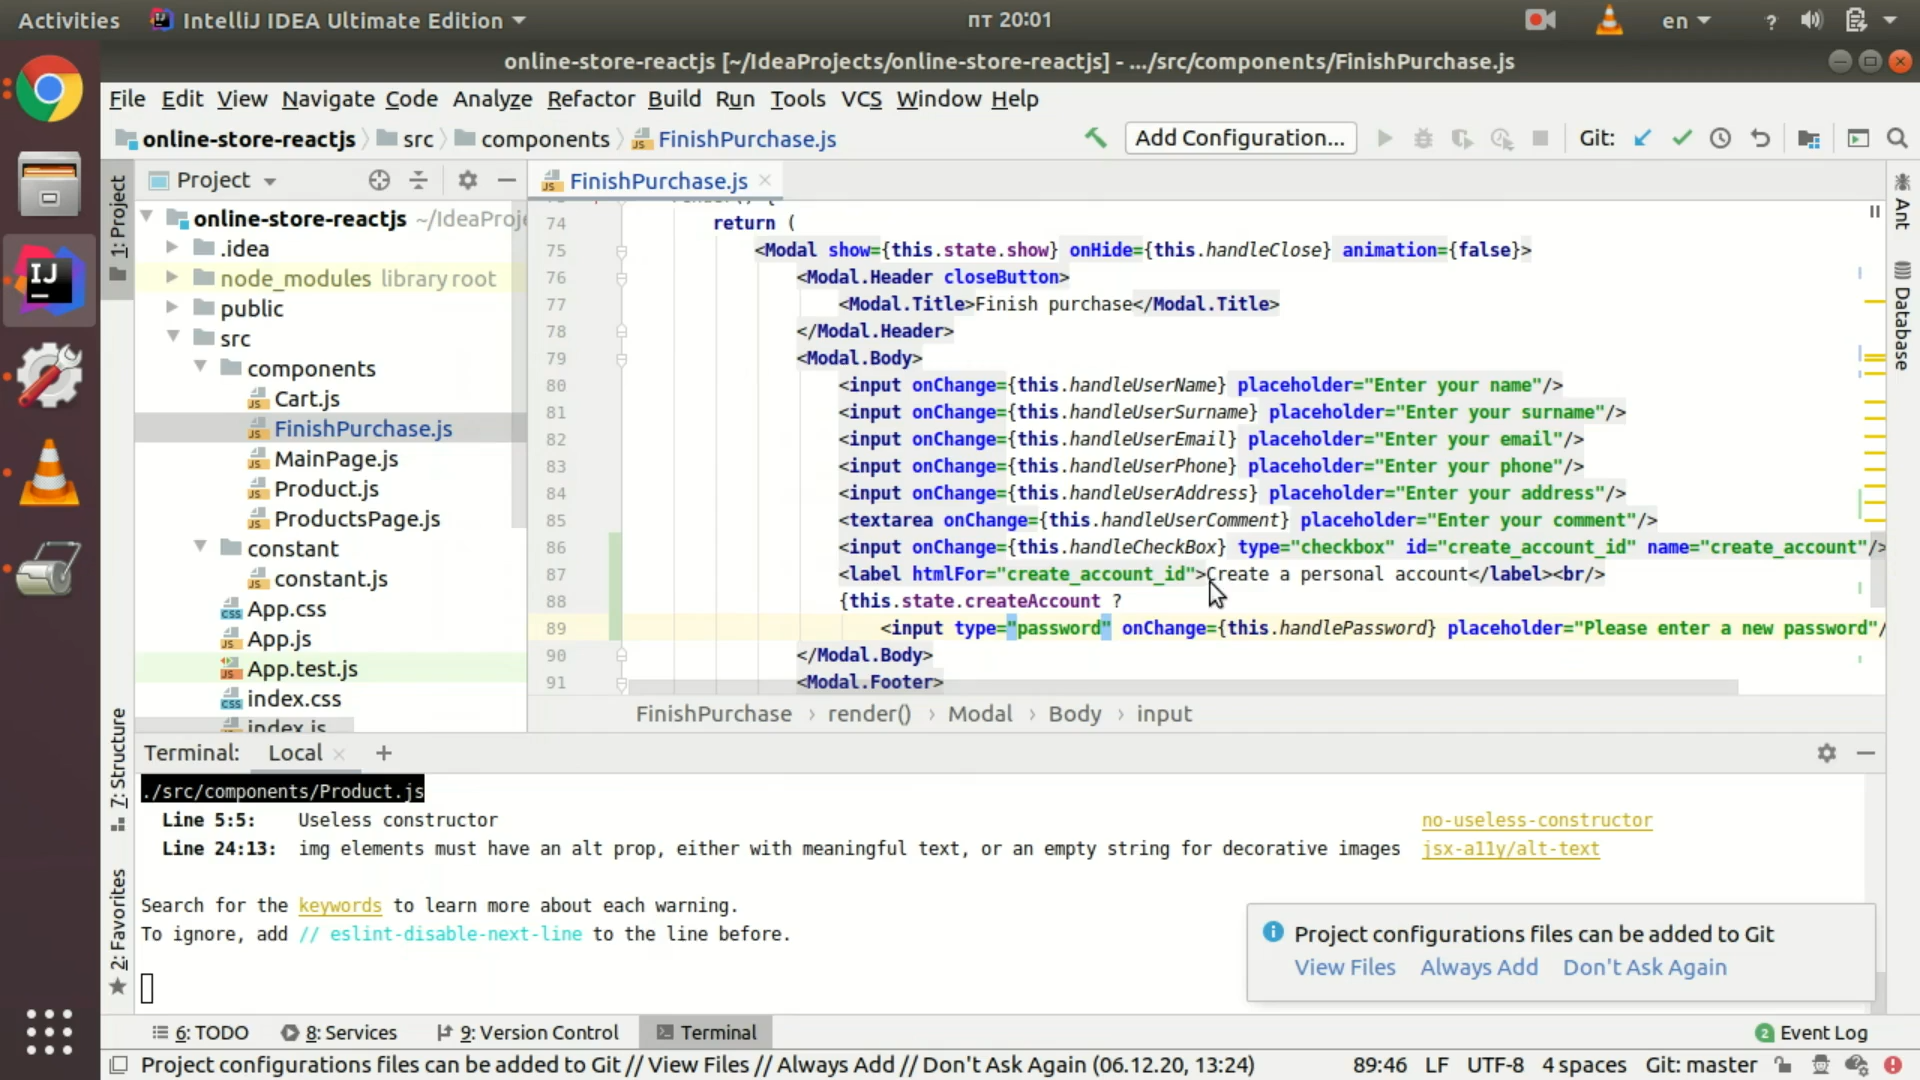 Activities IntelliJ IDEA Ultimate Edition пт 20:01 en ?
online-store-reactjs [~/IdeaProjects/online-store-reactjs] - .../src/components/FinishPurchase.js
File Edit View Navigate Code Analyze Refactor Build Run Tools VCS Window Help
online-store-reactjs src components FinishPurchase.js Add Configuration... Git:
1: Project
Project
FinishPurchase.js
online-store-reactjs ~/IdeaProje
.idea
node_modules library root
public
src
components
Cart.js
FinishPurchase.js
MainPage.js
Product.js
ProductsPage.js
constant
constant.js
App.css
App.js
App.test.js
index.css
index.js
74 return (
75 <Modal show={this.state.show} onHide={this.handleClose} animation={false}>
76 <Modal.Header closeButton>
77 <Modal.Title>Finish purchase</Modal.Title>
78 </Modal.Header>
79 <Modal.Body>
80 <input onChange={this.handleUserName} placeholder="Enter your name"/>
81 <input onChange={this.handleUserSurname} placeholder="Enter your surname"/>
82 <input onChange={this.handleUserEmail} placeholder="Enter your email"/>
83 <input onChange={this.handleUserPhone} placeholder="Enter your phone"/>
84 <input onChange={this.handleUserAddress} placeholder="Enter your address"/>
85 <textarea onChange={this.handleUserComment} placeholder="Enter your comment"/>
86 <input onChange={this.handleCheckBox} type="checkbox" id="create_account_id" name="create_account"/>
87 <label htmlFor="create_account_id">Create a personal account</label><br/>
88 {this.state.createAccount ?
89 <input type="password" onChange={this.handlePassword} placeholder="Please enter a new password"/
90 </Modal.Body>
91 <Modal.Footer>
FinishPurchase › render() › Modal › Body › input
Ant
Database
7: Structure
2: Favorites
Terminal: Local +
./src/components/Product.js
Line 5:5: Useless constructor no-useless-constructor
Line 24:13: img elements must have an alt prop, either with meaningful text, or an empty string for decorative images jsx-a11y/alt-text
Search for the keywords to learn more about each warning.
To ignore, add // eslint-disable-next-line to the line before.
Project configurations files can be added to Git
View Files Always Add Don't Ask Again
6: TODO 8: Services 9: Version Control Terminal 2 Event Log
Project configurations files can be added to Git // View Files // Always Add // Don't Ask Again (06.12.20, 13:24) 89:46 LF UTF-8 4 spaces Git: master